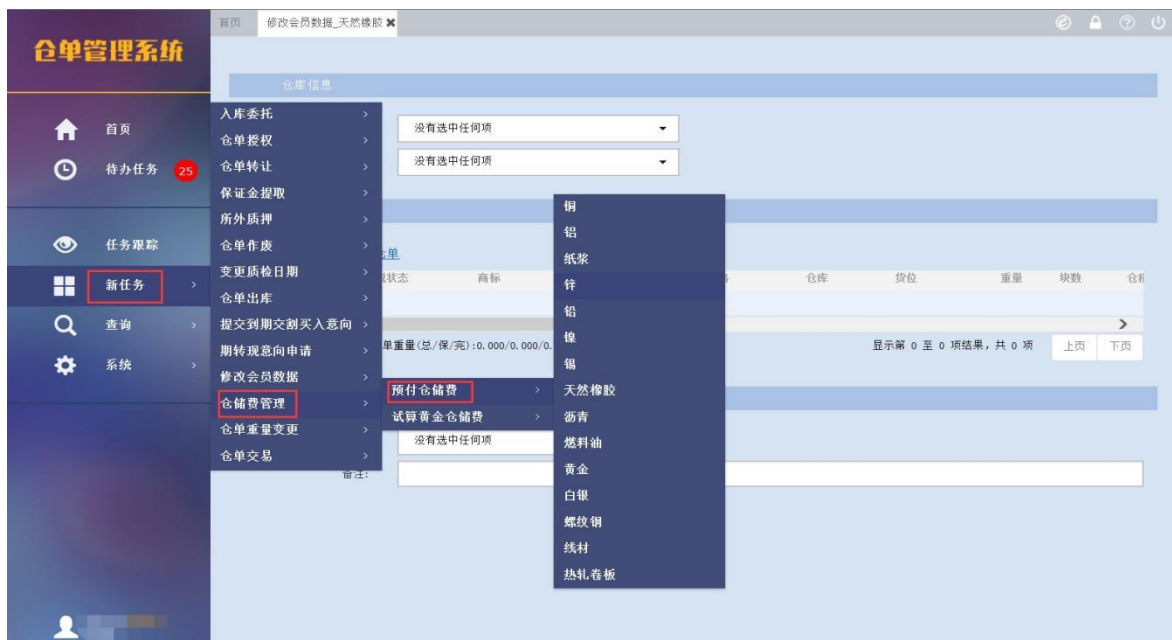 首页 修改会员数据_天然橡胶 ✖
仓单管理系统
仓库信息
首页
待办任务 25
任务跟踪
新任务 >
查询 >
系统 >
入库委托 >
仓单授权 >
仓单转让 >
保证金提取 >
所外质押 >
仓单作废 >
变更质检日期 >
仓单出库 >
提交到期交割买入意向 >
期转现意向申请 >
修改会员数据 >
仓储费管理 >
仓单重量变更 >
仓单交易 >
没有选中任何项
没有选中任何项
仓单
状态 商标 仓库 货位 重量 块数
单重量(总/保/完):0.000/0.000/0.
显示第 0 至 0 项结果, 共 0 项 上页 下页
预付仓储费 >
试算黄金仓储费 >
铜
铝
纸浆
锌
铅
镍
锡
天然橡胶
沥青
燃料油
黄金
白银
螺纹钢
线材
热轧卷板
没有选中任何项
备注: